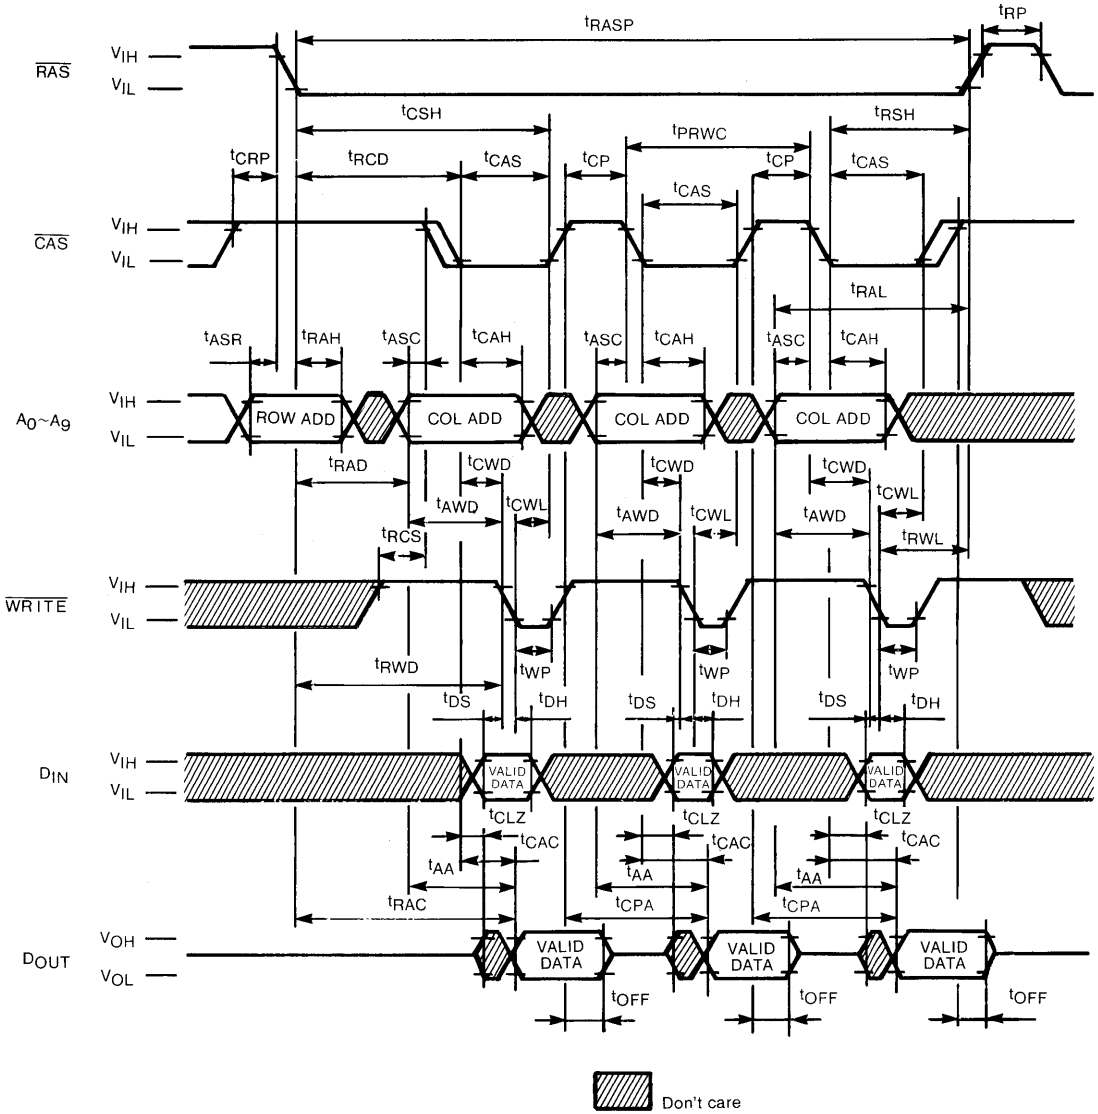 tRASP tRP
RAS VIH
VIL
tCSH tPRWC tRSH
tCRP tRCD tCAS tCP tCAS tCP tCAS
CAS VIH
VIL
tRAL
tASR tRAH tASC tCAH tASC tCAH tASC tCAH
A0~A9 VIH
VIL
ROW ADD COL ADD COL ADD COL ADD
tRAD tCWD tCWD tCWD
tAWD tCWL tAWD tCWL tAWD tCWL
tRCS tRWL
WRITE VIH
VIL
tRWD tWP tWP tWP
tDS tDH tDS tDH tDS tDH
DIN VIH
VIL
VALID DATA VALID DATA VALID DATA
tCLZ tCLZ tCLZ
tCAC tCAC tCAC
tAA tAA tAA
tRAC tCPA tCPA
DOUT VOH
VOL
VALID DATA VALID DATA VALID DATA
tOFF tOFF tOFF
Don't care